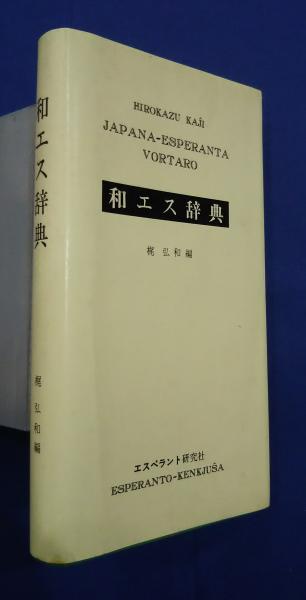 和エス辞典
梶弘和編
HIROKAZU KAĴI
JAPANA-ESPERANTA
VORTARO
和エス辞典
梶 弘和編
エスペラント研究社
ESPERANTO-KENKJUŜA